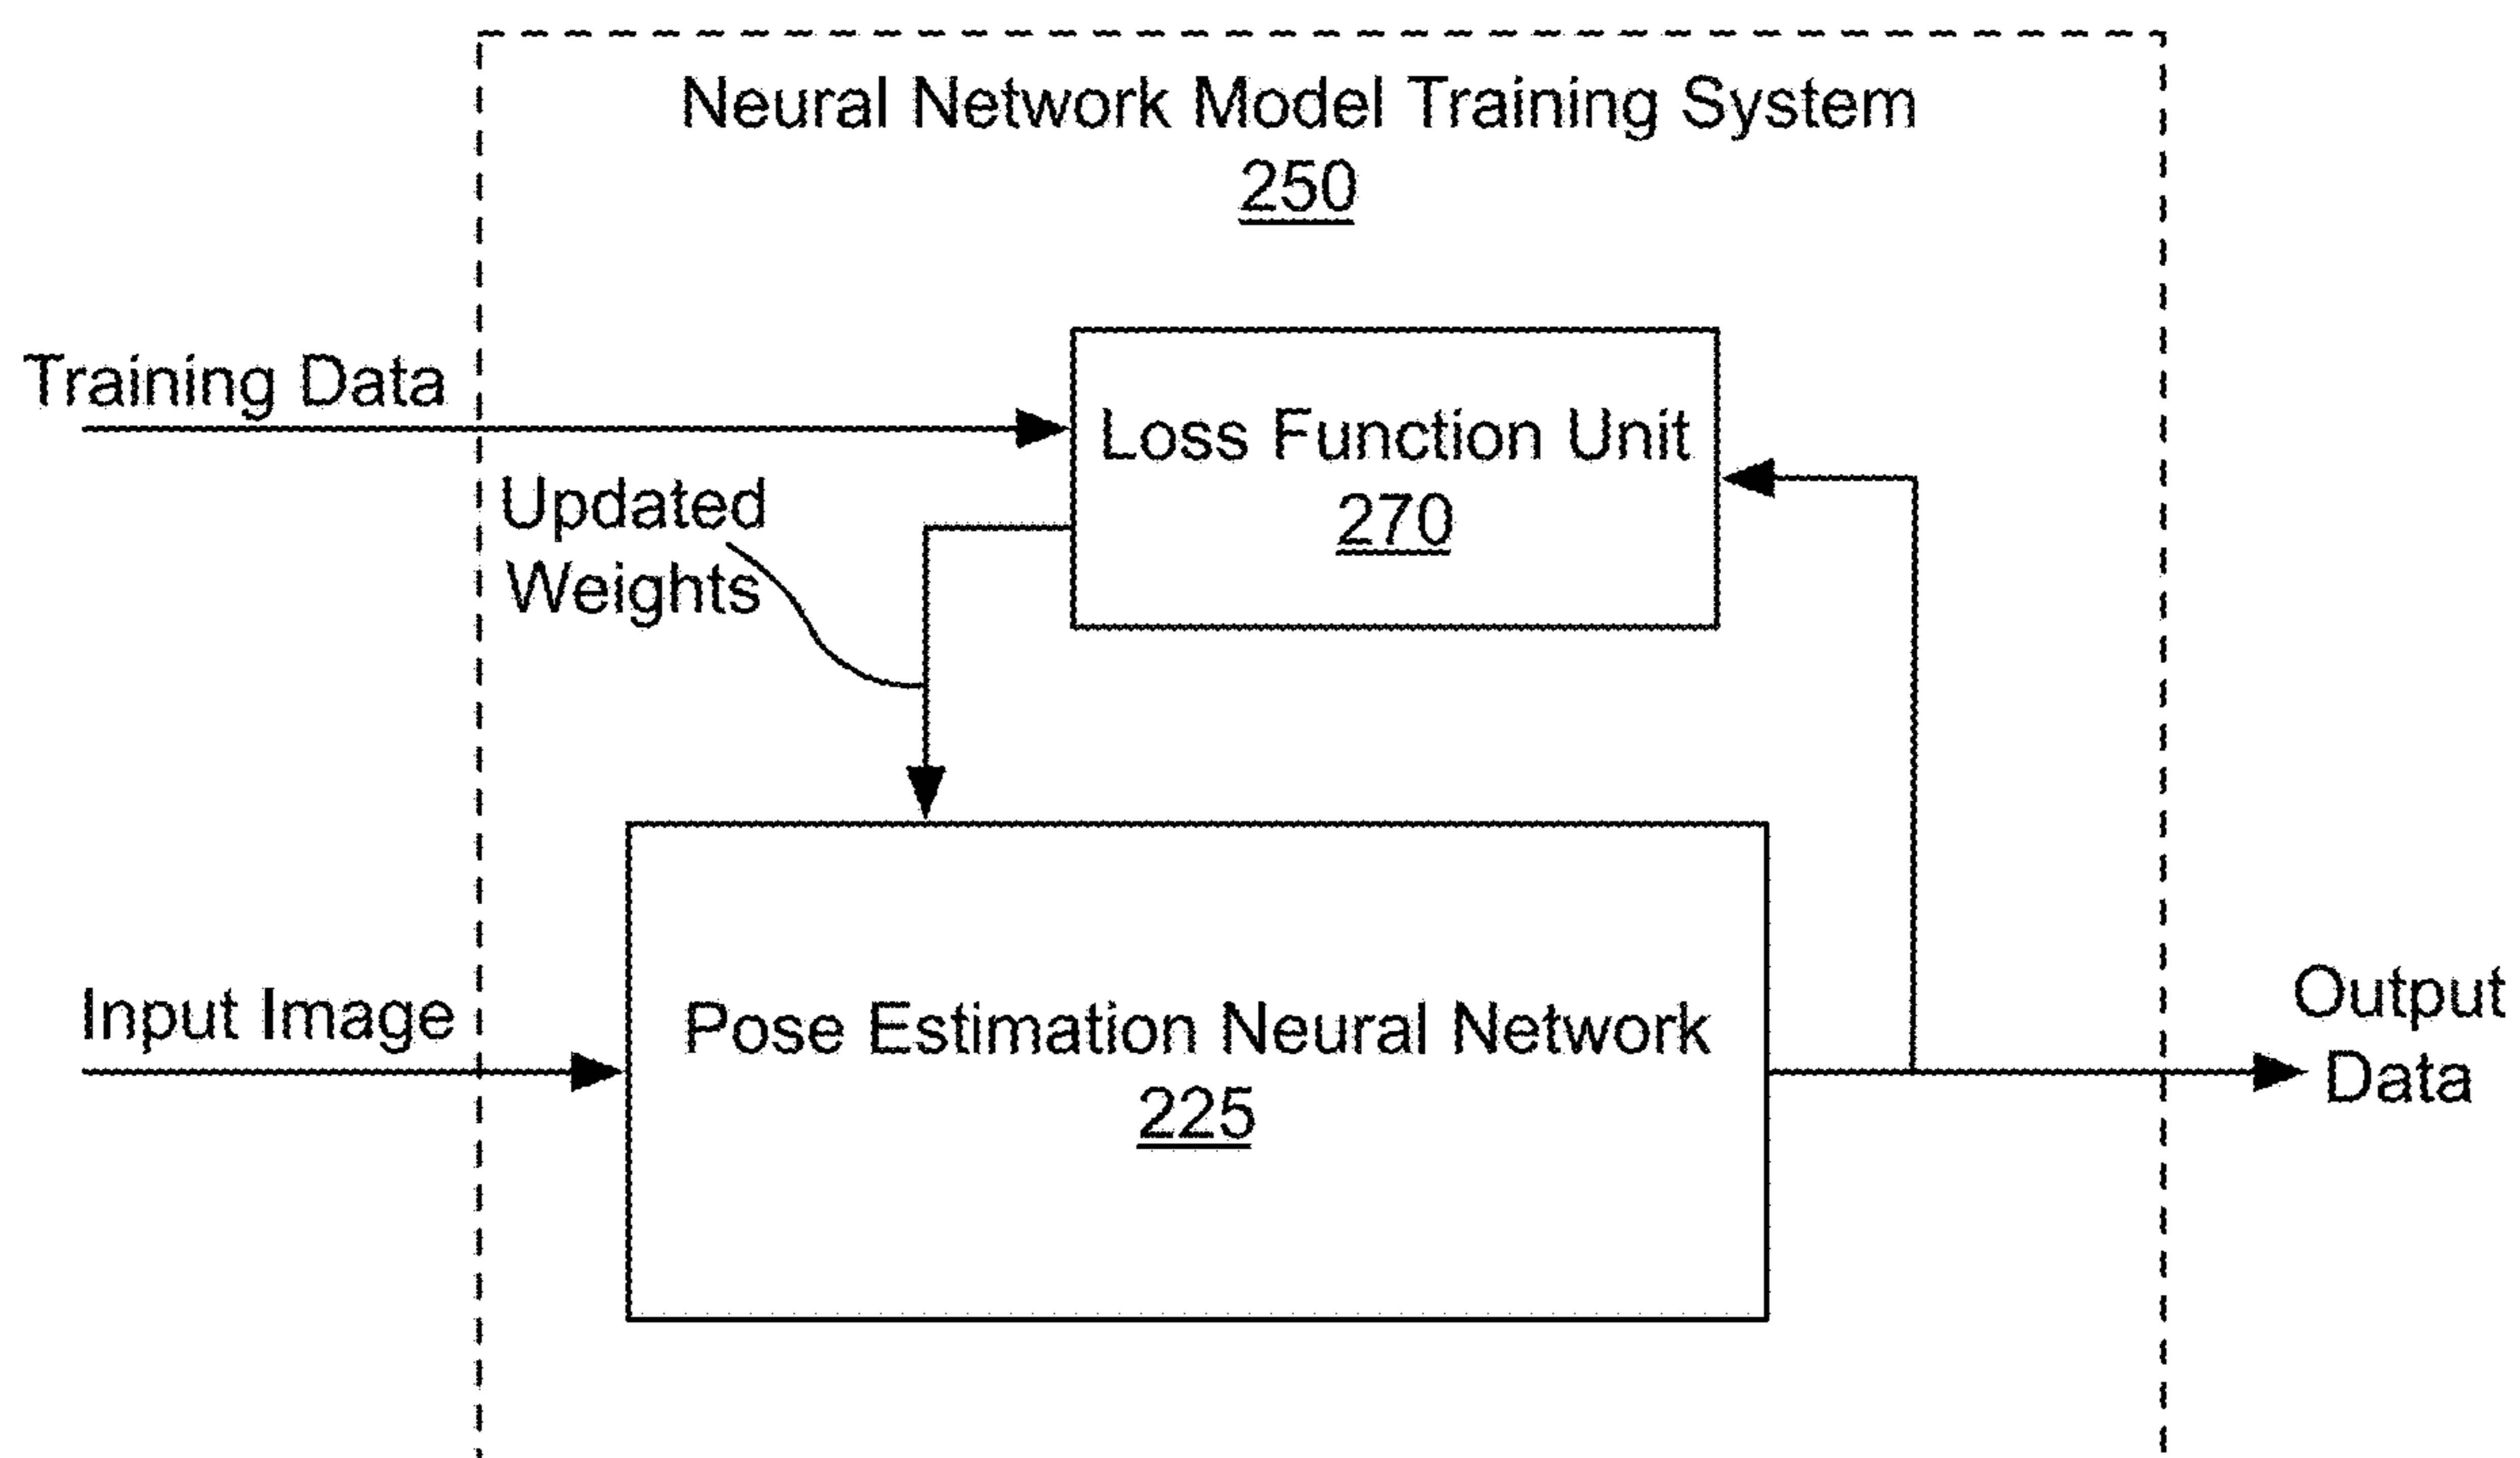 Neural Network Model Training System
250
Training Data
Loss Function Unit
270
Updated
Weights
Input Image
Pose Estimation Neural Network
225
Output
Data